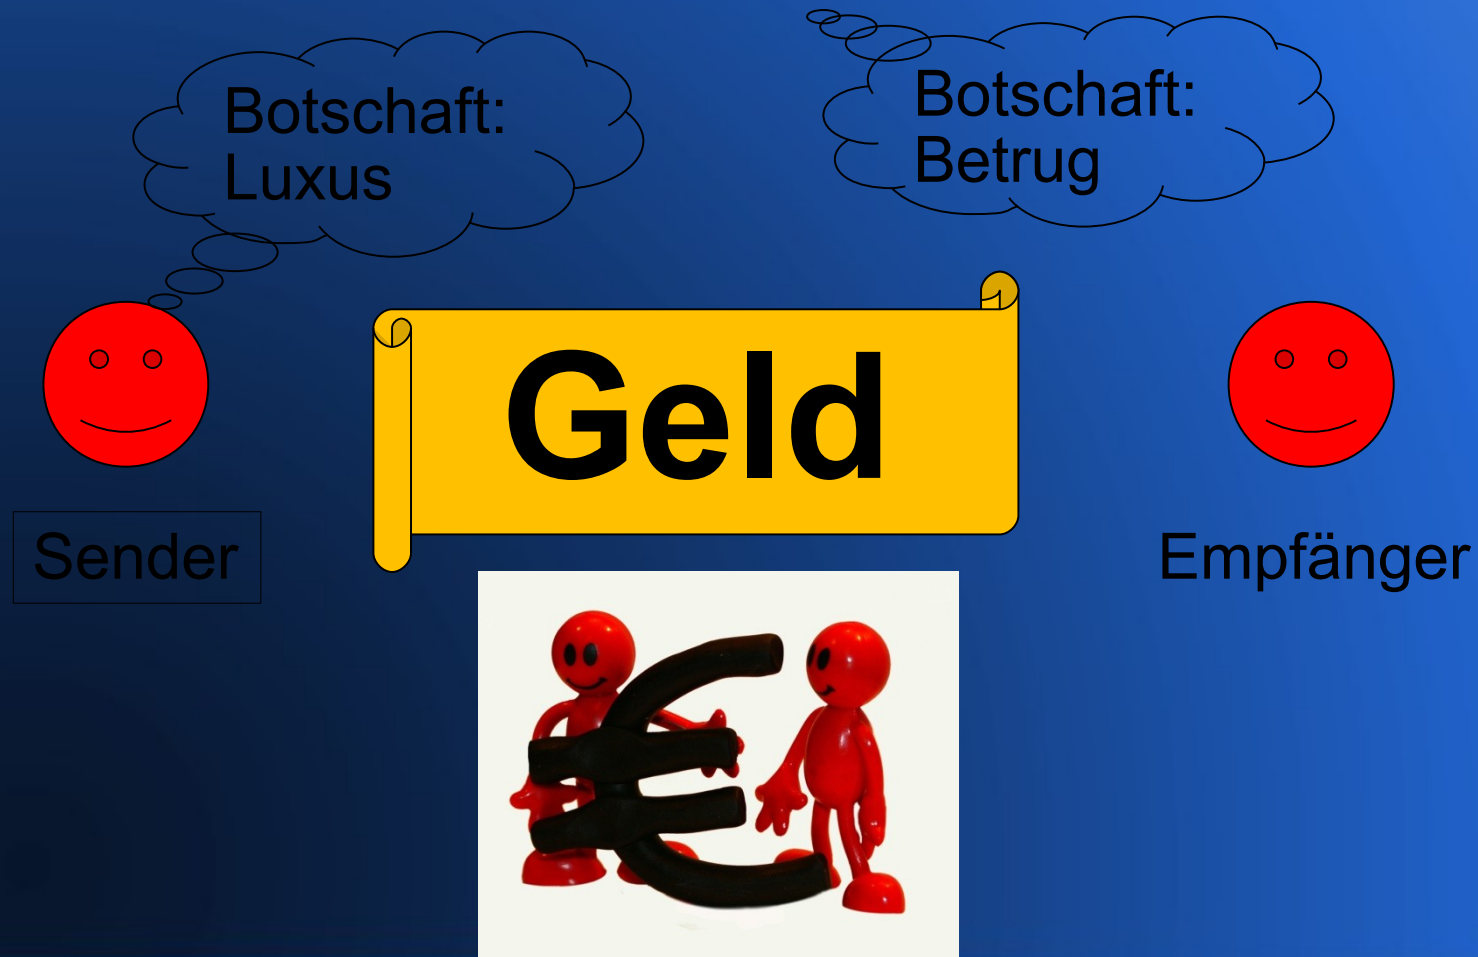 Botschaft:
Luxus
Botschaft:
Betrug
Geld
Sender
Empfänger